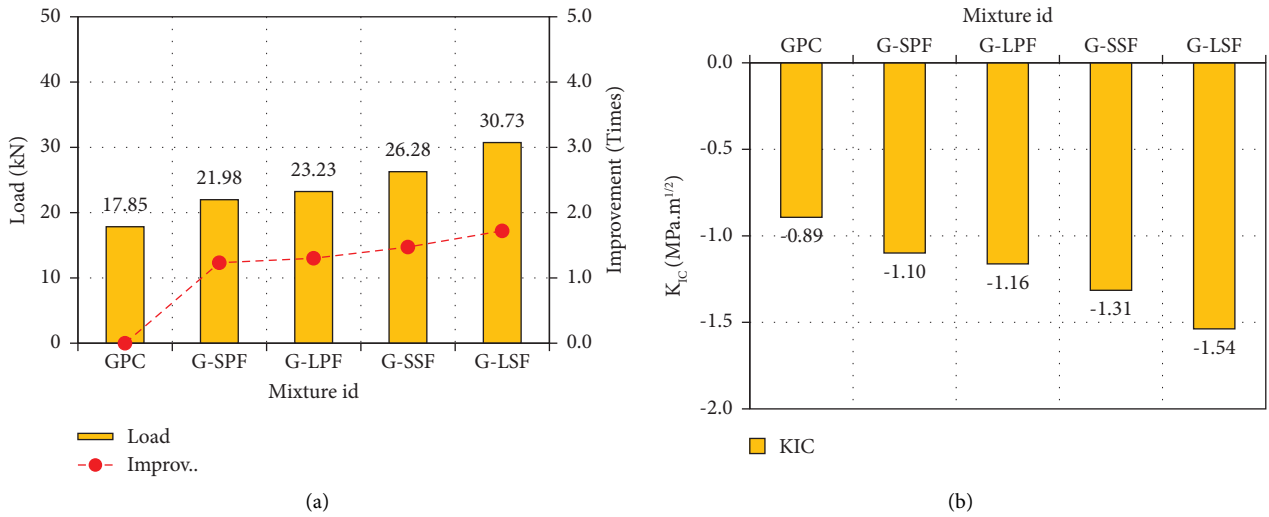 50
40
30
20
10
0
Load (kN)
17.85
21.98
23.23
26.28
30.73
5.0
4.0
3.0
2.0
1.0
0.0
Improvement (Times)
GPC
G-SPF
G-LPF
G-SSF
G-LSF
Mixture id
Load
Improv..
(a)
Mixture id
GPC
G-SPF
G-LPF
G-SSF
G-LSF
0.0
-0.5
-1.0
-1.5
-2.0
K_IC (MPa.m^1/2)
-0.89
-1.10
-1.16
-1.31
-1.54
KIC
(b)